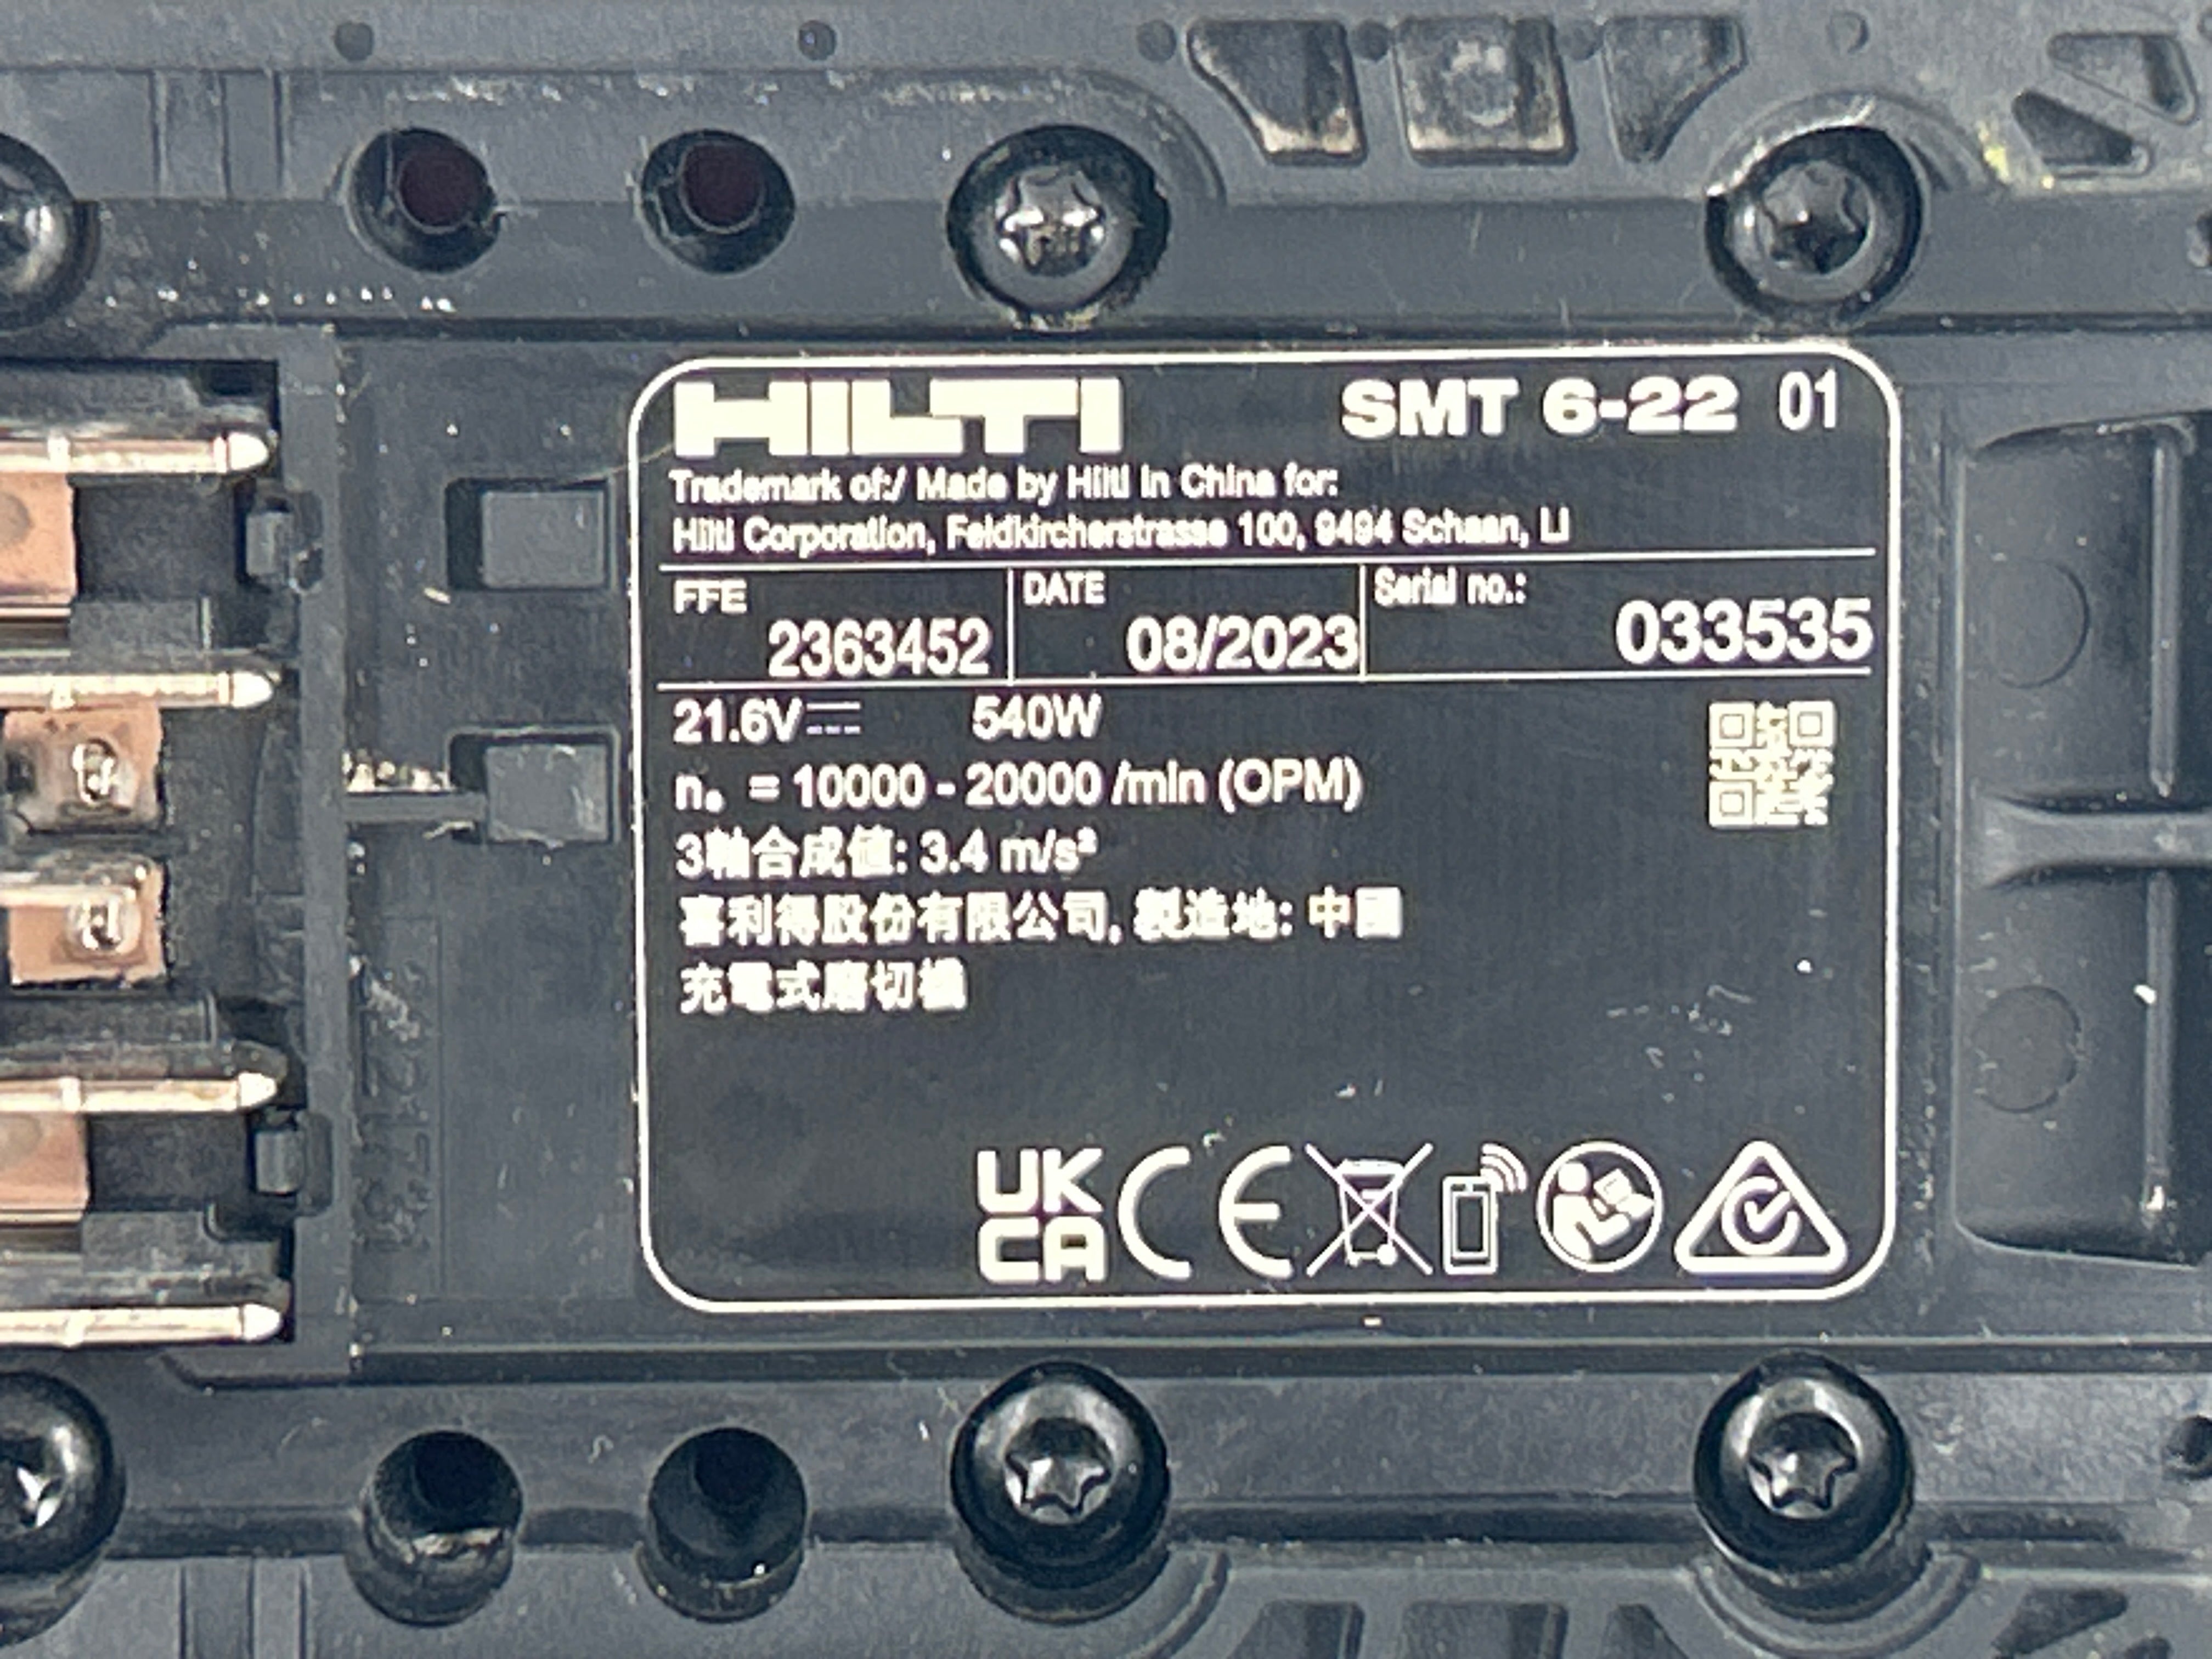 HILTI SMT 6-22 01
Trademark of:/ Made by Hilti in China for:
Hilti Corporation, Feldkircherstrasse 100, 9494 Schaan, LI
FFE DATE Serial no.:
2363452 08/2023 033535
21.6V⎓ 540W
n₀ = 10000 - 20000 /min (OPM)
3軸合成値: 3.4 m/s²
喜利得股份有限公司, 製造地: 中國
充電式磨切機
UK CA CE